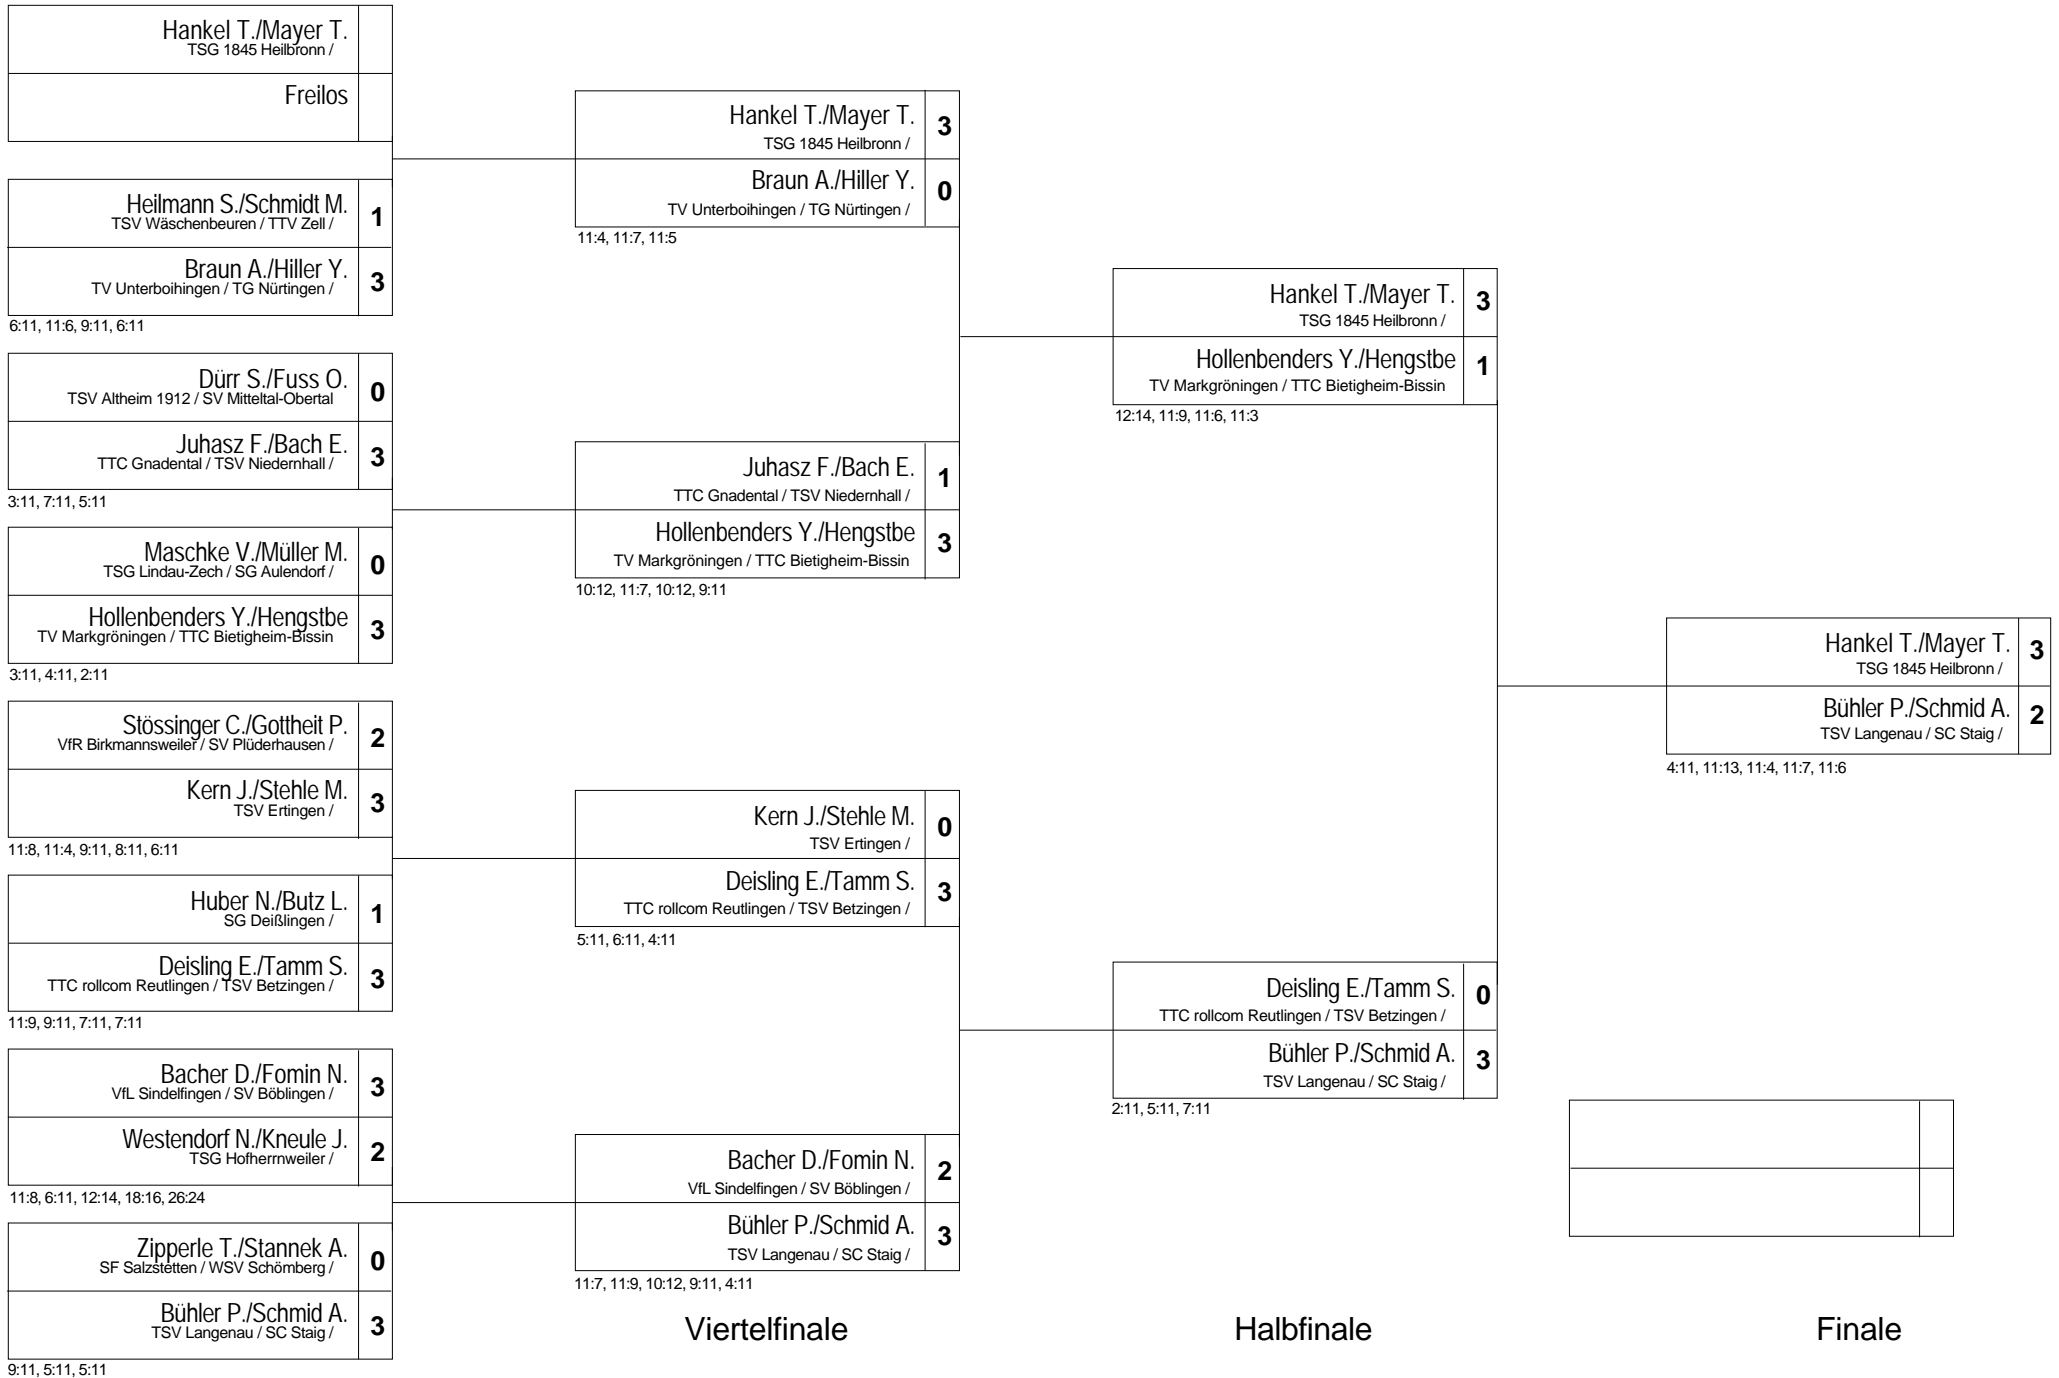 Hankel T./Mayer T.
TSG 1845 Heilbronn /
Freilos
Heilmann S./Schmidt M.
1
TSV Wäschenbeuren / TTV Zell /
Braun A./Hiller Y.
3
TV Unterboihingen / TG Nürtingen /
6:11, 11:6, 9:11, 6:11
Dürr S./Fuss O.
0
TSV Altheim 1912 / SV Mitteltal-Obertal
Juhasz F./Bach E.
3
TTC Gnadental / TSV Niedernhall /
3:11, 7:11, 5:11
Maschke V./Müller M.
0
TSG Lindau-Zech / SG Aulendorf /
Hollenbenders Y./Hengstbe
3
TV Markgröningen / TTC Bietigheim-Bissin
3:11, 4:11, 2:11
Stössinger C./Gottheit P.
2
VfR Birkmannsweiler / SV Plüderhausen /
Kern J./Stehle M.
3
TSV Ertingen /
11:8, 11:4, 9:11, 8:11, 6:11
Huber N./Butz L.
1
SG Deißlingen /
Deisling E./Tamm S.
3
TTC rollcom Reutlingen / TSV Betzingen /
11:9, 9:11, 7:11, 7:11
Bacher D./Fomin N.
3
VfL Sindelfingen / SV Böblingen /
Westendorf N./Kneule J.
2
TSG Hofherrnweiler /
11:8, 6:11, 12:14, 18:16, 26:24
Zipperle T./Stannek A.
0
SF Salzstetten / WSV Schömberg /
Bühler P./Schmid A.
3
TSV Langenau / SC Staig /
9:11, 5:11, 5:11
Hankel T./Mayer T.
3
TSG 1845 Heilbronn /
Braun A./Hiller Y.
0
TV Unterboihingen / TG Nürtingen /
11:4, 11:7, 11:5
Juhasz F./Bach E.
1
TTC Gnadental / TSV Niedernhall /
Hollenbenders Y./Hengstbe
3
TV Markgröningen / TTC Bietigheim-Bissin
10:12, 11:7, 10:12, 9:11
Kern J./Stehle M.
0
TSV Ertingen /
Deisling E./Tamm S.
3
TTC rollcom Reutlingen / TSV Betzingen /
5:11, 6:11, 4:11
Bacher D./Fomin N.
2
VfL Sindelfingen / SV Böblingen /
Bühler P./Schmid A.
3
TSV Langenau / SC Staig /
11:7, 11:9, 10:12, 9:11, 4:11
Viertelfinale
Hankel T./Mayer T.
3
TSG 1845 Heilbronn /
Hollenbenders Y./Hengstbe
1
TV Markgröningen / TTC Bietigheim-Bissin
12:14, 11:9, 11:6, 11:3
Deisling E./Tamm S.
0
TTC rollcom Reutlingen / TSV Betzingen /
Bühler P./Schmid A.
3
TSV Langenau / SC Staig /
2:11, 5:11, 7:11
Halbfinale
Hankel T./Mayer T.
3
TSG 1845 Heilbronn /
Bühler P./Schmid A.
2
TSV Langenau / SC Staig /
4:11, 11:13, 11:4, 11:7, 11:6
Finale